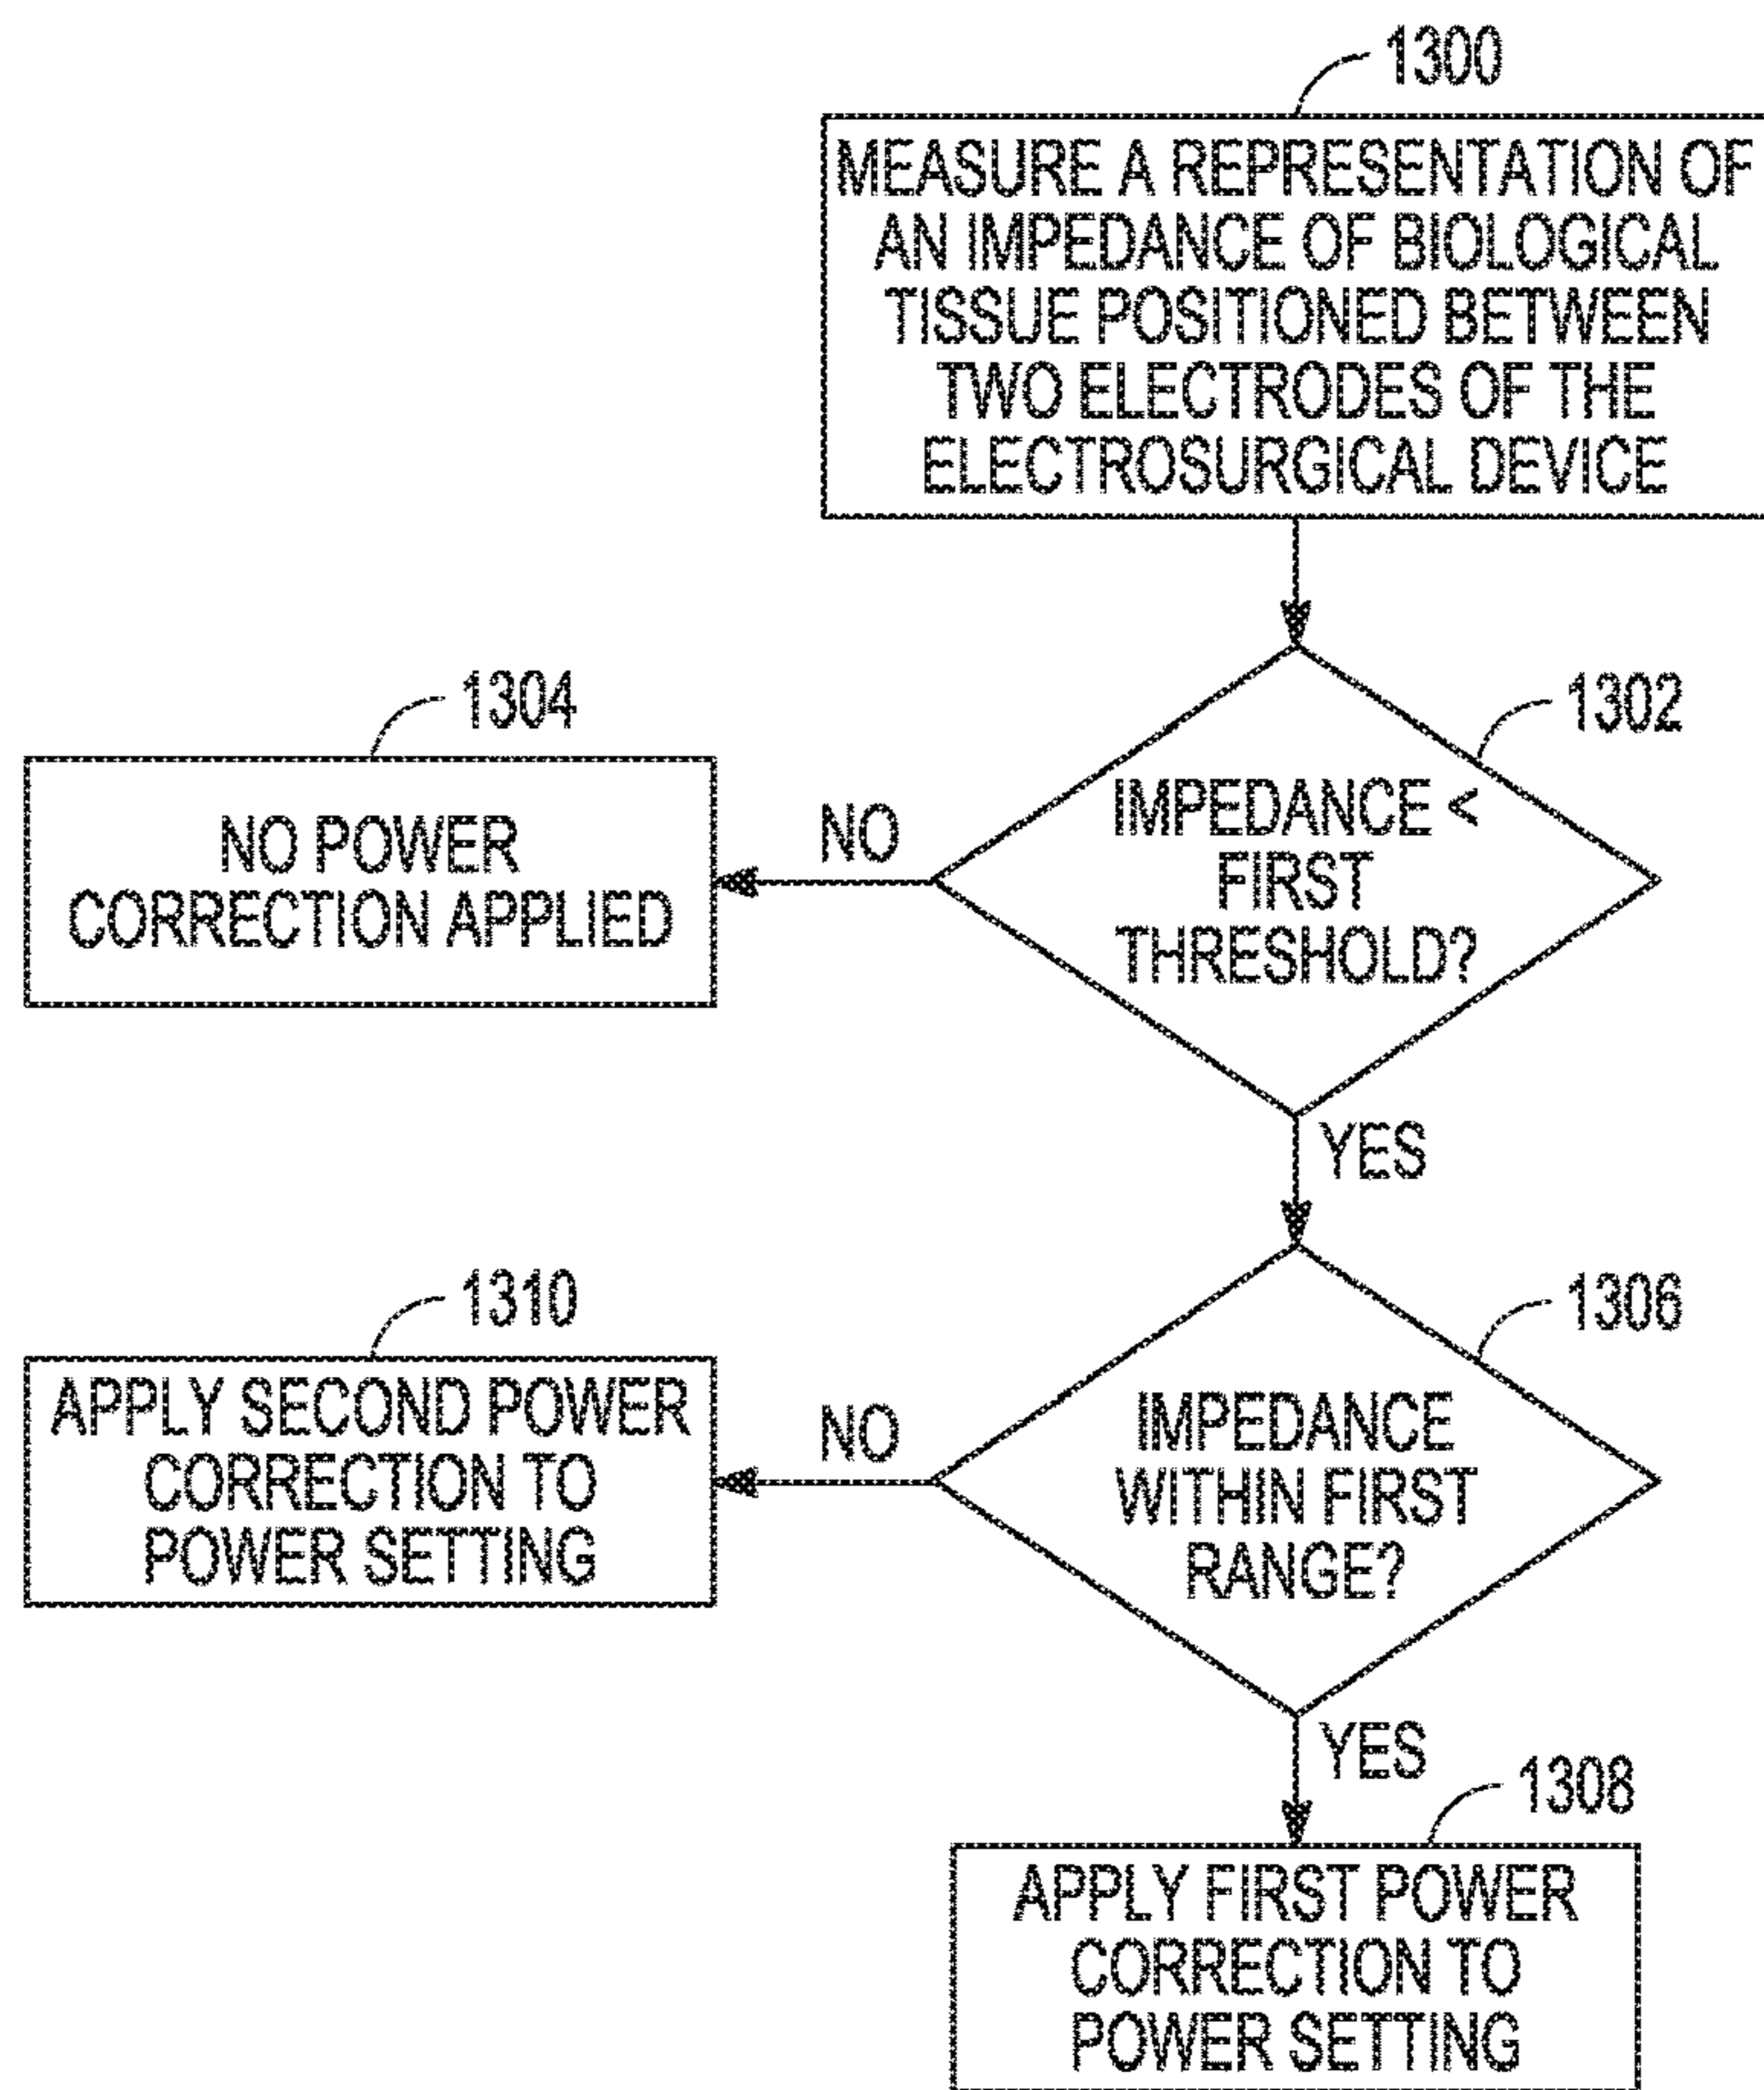 1300
MEASURE A REPRESENTATION OF
AN IMPEDANCE OF BIOLOGICAL
TISSUE POSITIONED BETWEEN
TWO ELECTRODES OF THE
ELECTROSURGICAL DEVICE
1302
IMPEDANCE <
FIRST
THRESHOLD?
NO
1304
NO POWER
CORRECTION APPLIED
YES
1306
IMPEDANCE
WITHIN FIRST
RANGE?
NO
1310
APPLY SECOND POWER
CORRECTION TO
POWER SETTING
YES
1308
APPLY FIRST POWER
CORRECTION TO
POWER SETTING